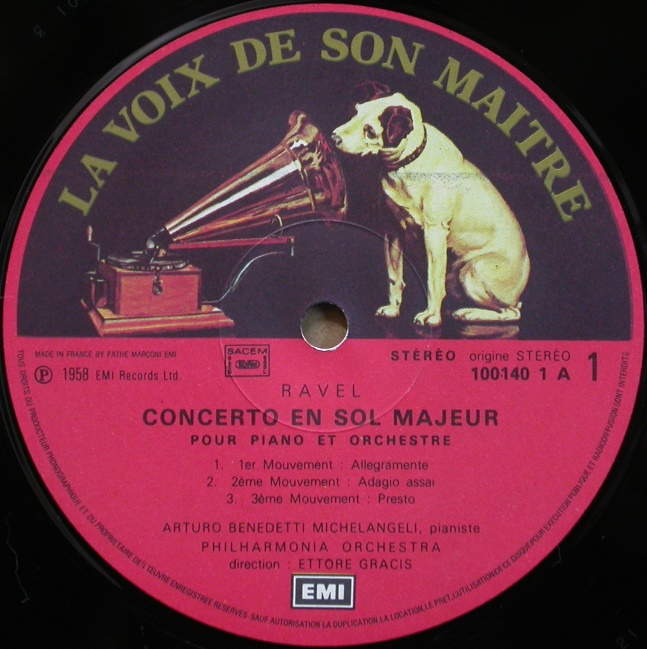 LA VOIX DE SON MAITRE
MADE IN FRANCE BY PATHE MARCONI EMI
SACEM
STÉRÉO origine STEREO
℗ 1958 EMI Records Ltd.
100140 1 A 1
RAVEL
CONCERTO EN SOL MAJEUR
POUR PIANO ET ORCHESTRE
1. 1er Mouvement : Allegramente
2. 2ème Mouvement : Adagio assai
3. 3ème Mouvement : Presto
ARTURO BENEDETTI MICHELANGELI, pianiste
PHILHARMONIA ORCHESTRA
direction : ETTORE GRACIS
EMI
TOUS DROITS DU PRODUCTEUR PHONOGRAPHIQUE ET DU PROPRIETAIRE DE L'ŒUVRE ENREGISTREE RESERVES. SAUF AUTORISATION LA DUPLICATION, LA LOCATION, LE PRET, L'UTILISATION DE CE DISQUE POUR EXECUTION PUBLIQUE ET RADIODIFFUSION SONT INTERDITS